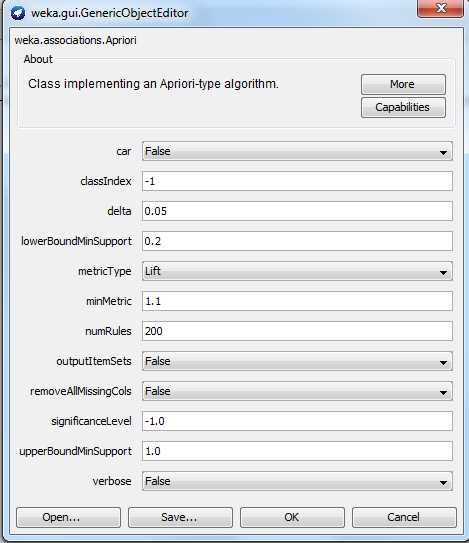 weka.gui.GenericObjectEditor
weka.associations.Apriori
About
Class implementing an Apriori-type algorithm.
More
Capabilities
car False
classIndex -1
delta 0.05
lowerBoundMinSupport 0.2
metricType Lift
minMetric 1.1
numRules 200
outputItemSets False
removeAllMissingCols False
significanceLevel -1.0
upperBoundMinSupport 1.0
verbose False
Open... Save... OK Cancel